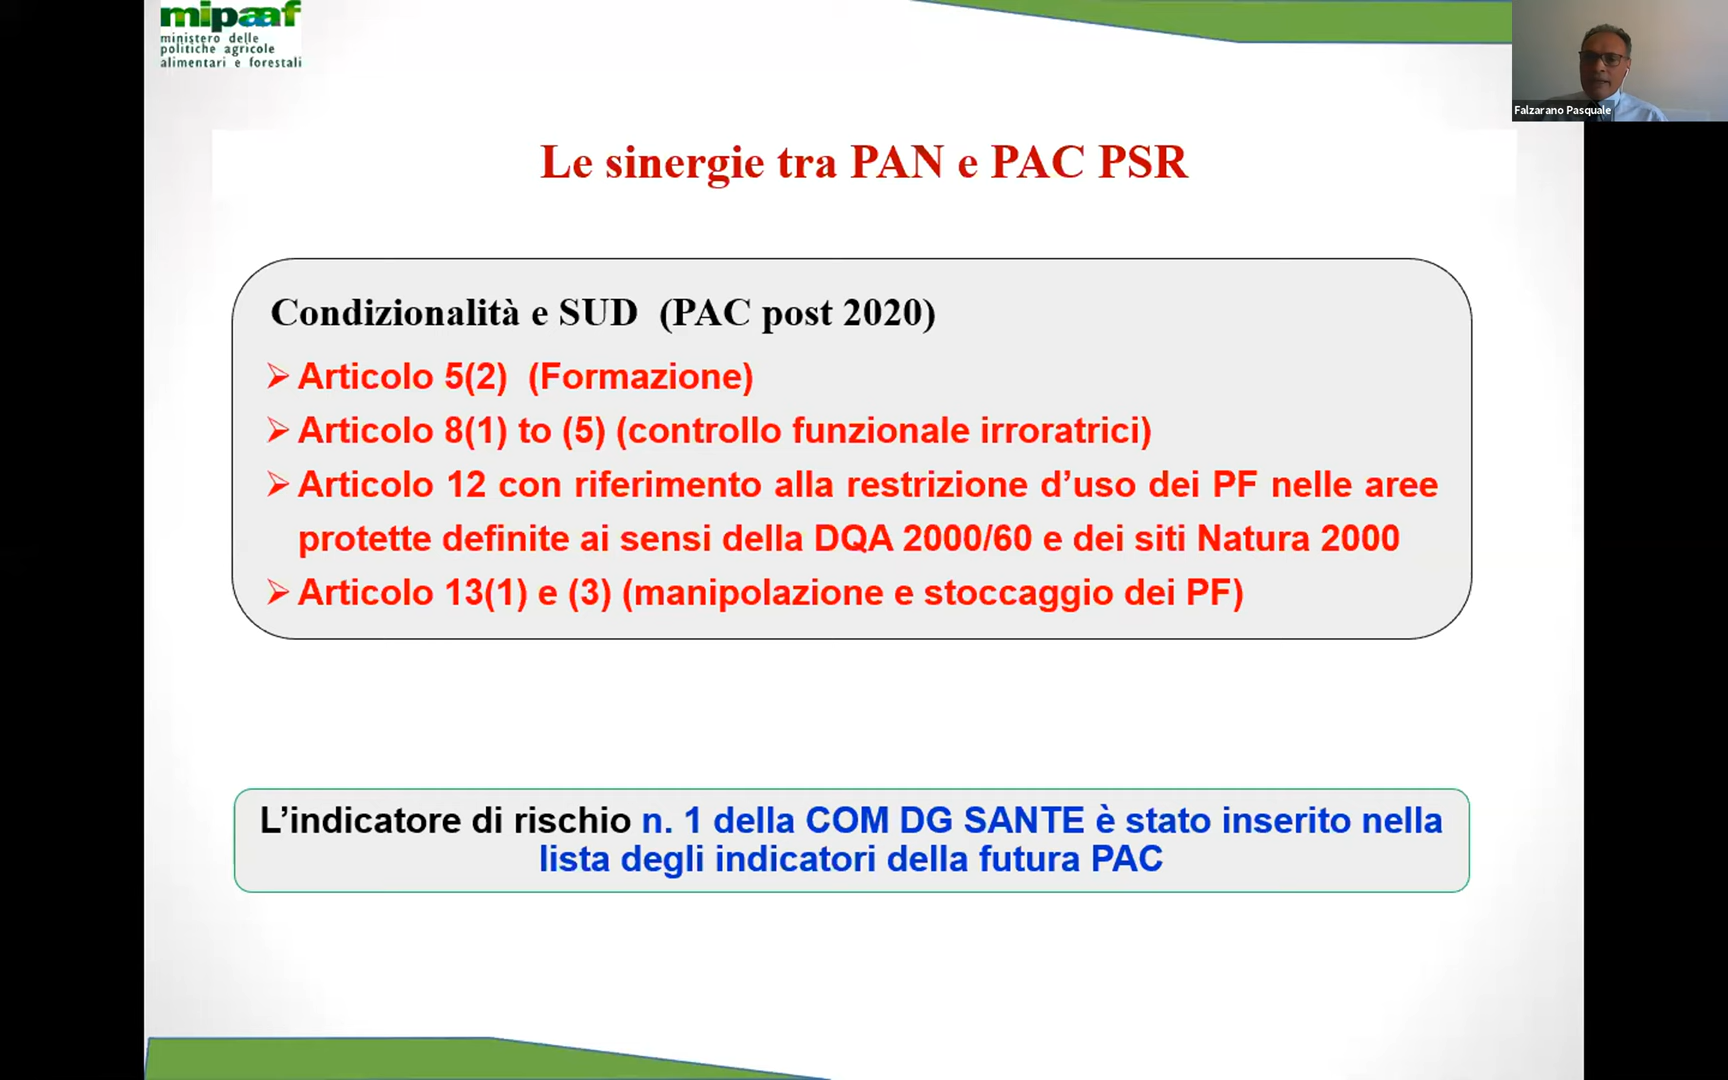 mipaaf
ministero delle
politiche agricole
alimentari e forestali
Falzarano Pasquale
Le sinergie tra PAN e PAC PSR
Condizionalità e SUD (PAC post 2020)
Articolo 5(2) (Formazione)
Articolo 8(1) to (5) (controllo funzionale irroratrici)
Articolo 12 con riferimento alla restrizione d’uso dei PF nelle aree
protette definite ai sensi della DQA 2000/60 e dei siti Natura 2000
Articolo 13(1) e (3) (manipolazione e stoccaggio dei PF)
L’indicatore di rischio n. 1 della COM DG SANTE è stato inserito nella
lista degli indicatori della futura PAC